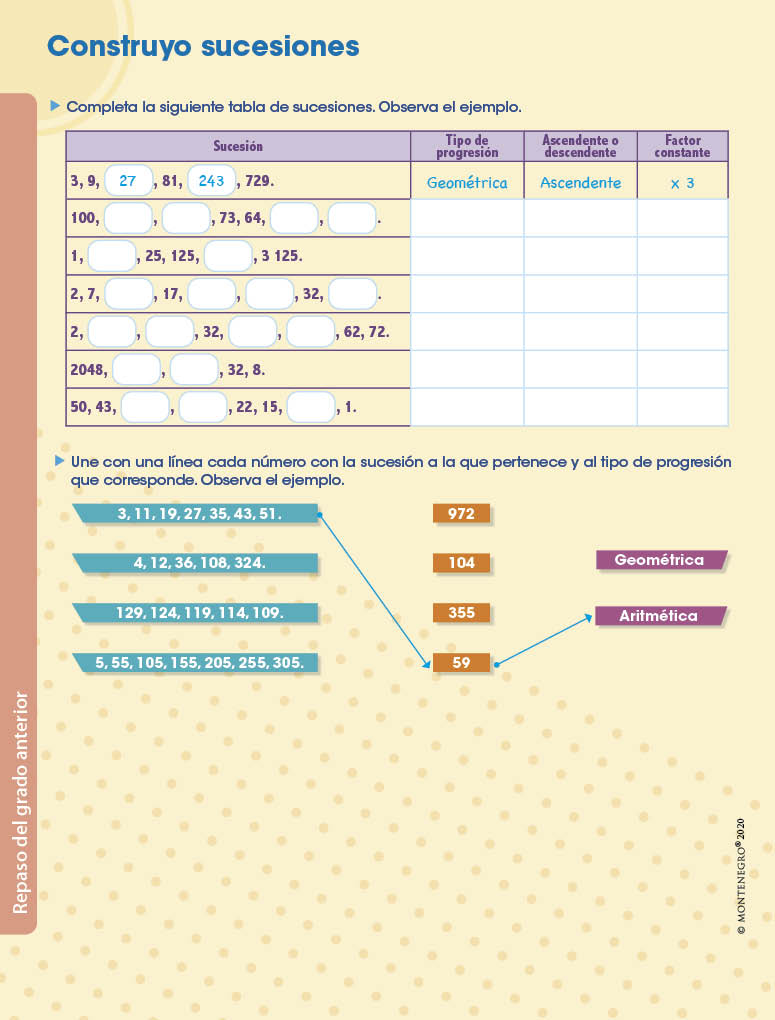 Construyo sucesiones
Completa la siguiente tabla de sucesiones. Observa el ejemplo.
Sucesión
Tipo de progresión
Ascendente o descendente
Factor constante
3, 9, 27, 81, 243, 729.
Geométrica
Ascendente
x 3
100, , , 73, 64, , .
1, , 25, 125, , 3 125.
2, 7, , 17, , , 32, .
2, , , 32, , , 62, 72.
2048, , , 32, 8.
50, 43, , , 22, 15, , 1.
Une con una línea cada número con la sucesión a la que pertenece y al tipo de progresión
que corresponde. Observa el ejemplo.
3, 11, 19, 27, 35, 43, 51.
972
4, 12, 36, 108, 324.
104
Geométrica
129, 124, 119, 114, 109.
355
Aritmética
5, 55, 105, 155, 205, 255, 305.
59
Repaso del grado anterior
© MONTENEGRO® 2020